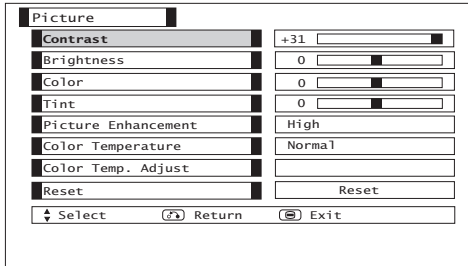 Picture
Contrast +31
Brightness 0
Color 0
Tint 0
Picture Enhancement High
Color Temperature Normal
Color Temp. Adjust
Reset Reset
Select Return Exit